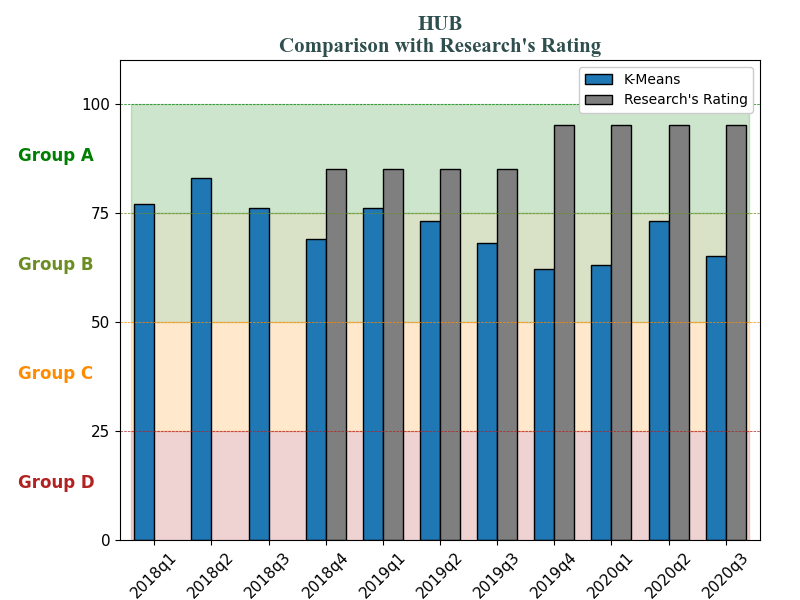 HUB
Comparison with Research's Rating
K-Means
Research's Rating
100
75
50
25
0
Group A
Group B
Group C
Group D
2018q1
2018q2
2018q3
2018q4
2019q1
2019q2
2019q3
2019q4
2020q1
2020q2
2020q3